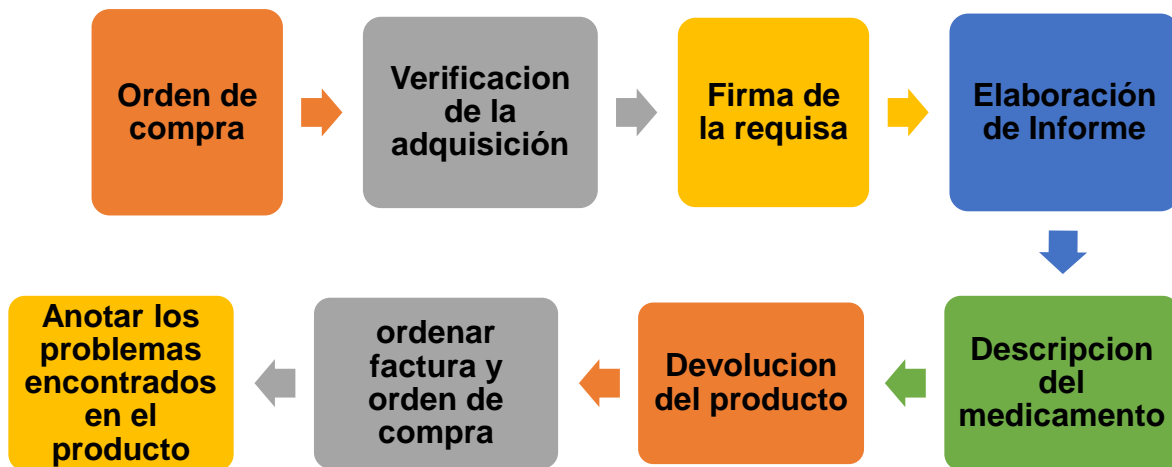 Orden de
compra
Verificacion
de la
adquisición
Firma de
la requisa
Elaboración
de Informe
Descripcion
del
medicamento
Devolucion
del producto
ordenar
factura y
orden de
compra
Anotar los
problemas
encontrados
en el
producto